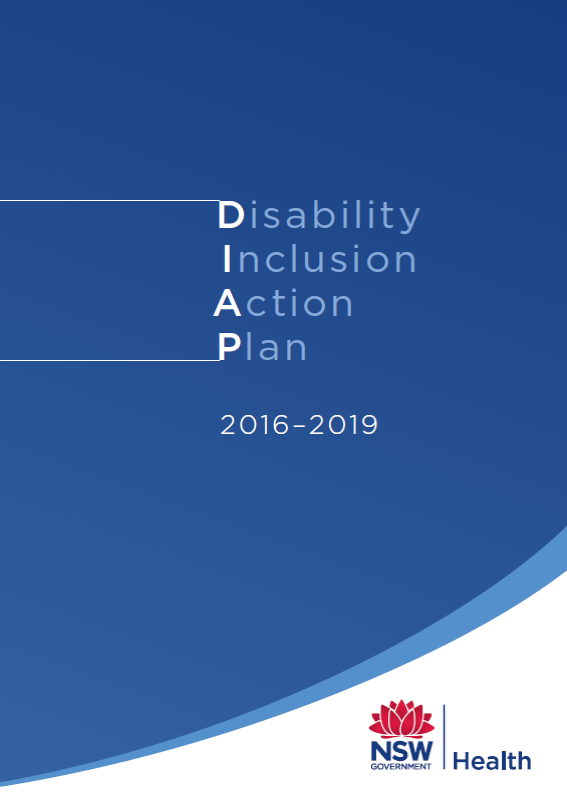 Disability
Inclusion
Action
Plan
2016–2019
NSW
GOVERNMENT
Health